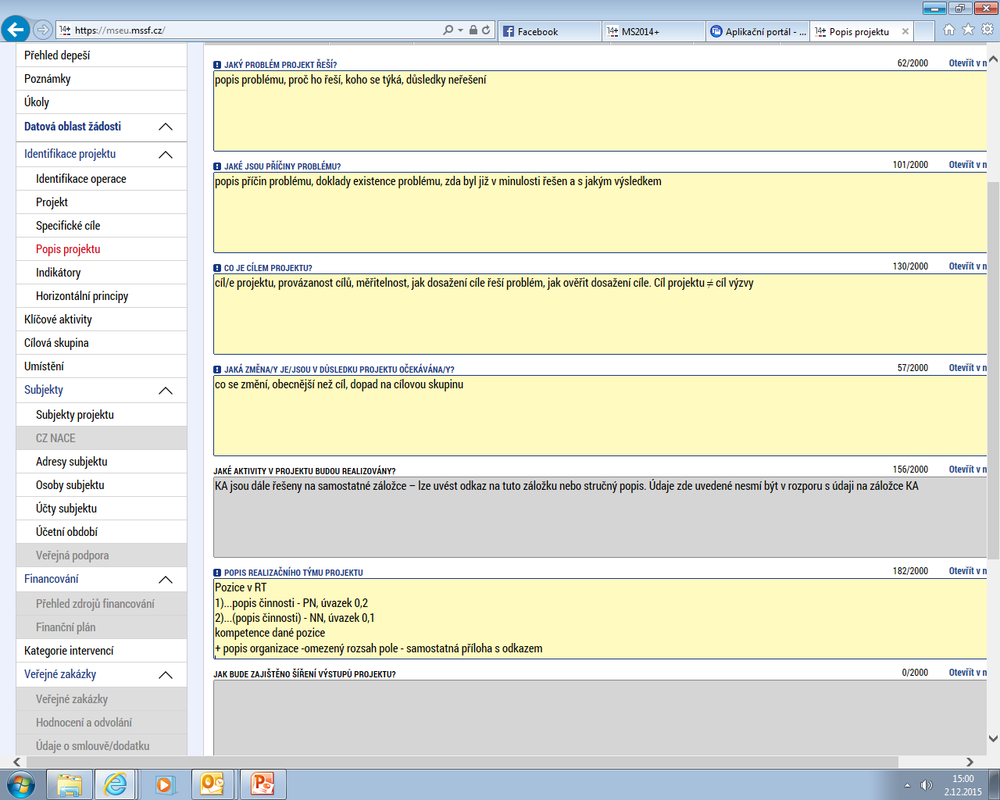 https://mseu.mssf.cz/
Facebook
MS2014+
Aplikační portál - ...
Popis projektu
Přehled depeší
Poznámky
Úkoly
Datová oblast žádosti
Identifikace projektu
Identifikace operace
Projekt
Specifické cíle
Popis projektu
Indikátory
Horizontální principy
Klíčové aktivity
Cílová skupina
Umístění
Subjekty
Subjekty projektu
CZ NACE
Adresy subjektu
Osoby subjektu
Účty subjektu
Účetní období
Veřejná podpora
Financování
Přehled zdrojů financování
Finanční plán
Kategorie intervencí
Veřejné zakázky
Veřejné zakázky
Hodnocení a odvolání
Údaje o smlouvě/dodatku
JAKÝ PROBLÉM PROJEKT ŘEŠÍ? 62/2000 Otevřít v n
popis problému, proč ho řeší, koho se týká, důsledky neřešení
JAKÉ JSOU PŘÍČINY PROBLÉMU? 101/2000 Otevřít v n
popis příčin problému, doklady existence problému, zda byl již v minulosti řešen a s jakým výsledkem
CO JE CÍLEM PROJEKTU? 130/2000 Otevřít v n
cíl/e projektu, provázanost cílů, měřitelnost, jak dosažení cíle řeší problém, jak ověřit dosažení cíle. Cíl projektu ≠ cíl výzvy
JAKÁ ZMĚNA/Y JE/JSOU V DŮSLEDKU PROJEKTU OČEKÁVÁNA/Y? 57/2000 Otevřít v n
co se změní, obecnější než cíl, dopad na cílovou skupinu
JAKÉ AKTIVITY V PROJEKTU BUDOU REALIZOVÁNY? 156/2000 Otevřít v n
KA jsou dále řešeny na samostatné záložce – lze uvést odkaz na tuto záložku nebo stručný popis. Údaje zde uvedené nesmí být v rozporu s údaji na záložce KA
POPIS REALIZAČNÍHO TÝMU PROJEKTU 182/2000 Otevřít v n
Pozice v RT
1)...popis činnosti - PN, úvazek 0,2
2)...(popis činnosti) - NN, úvazek 0,1
kompetence dané pozice
+ popis organizace -omezený rozsah pole - samostatná příloha s odkazem
JAK BUDE ZAJIŠTĚNO ŠÍŘENÍ VÝSTUPŮ PROJEKTU? 0/2000 Otevřít v n
15:00
2.12.2015